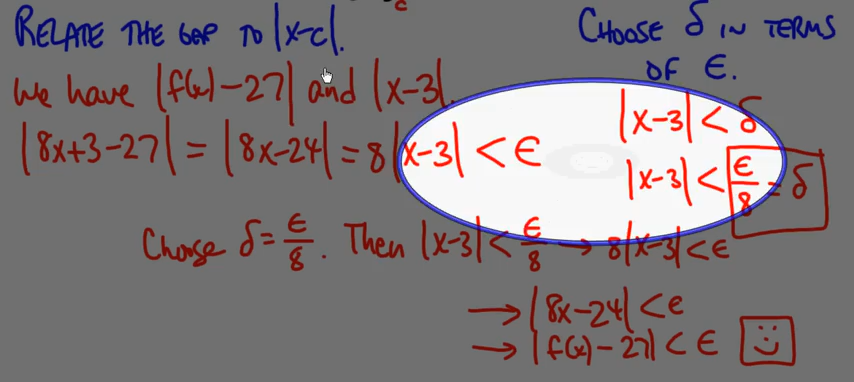 c
RELATE THE GAP TO |x-c|.
CHOOSE δ IN TERMS
OF ϵ.
We have |f(x)-27| and |x-3|.
|x-3| < δ
|8x+3-27| = |8x-24| = 8|x-3| < ϵ
|x-3| < ϵ/8 = δ
Choose δ = ϵ/8. Then |x-3| < ϵ/8 → 8|x-3| < ϵ
→ |8x-24| < ϵ
→ |f(x)-27| < ϵ